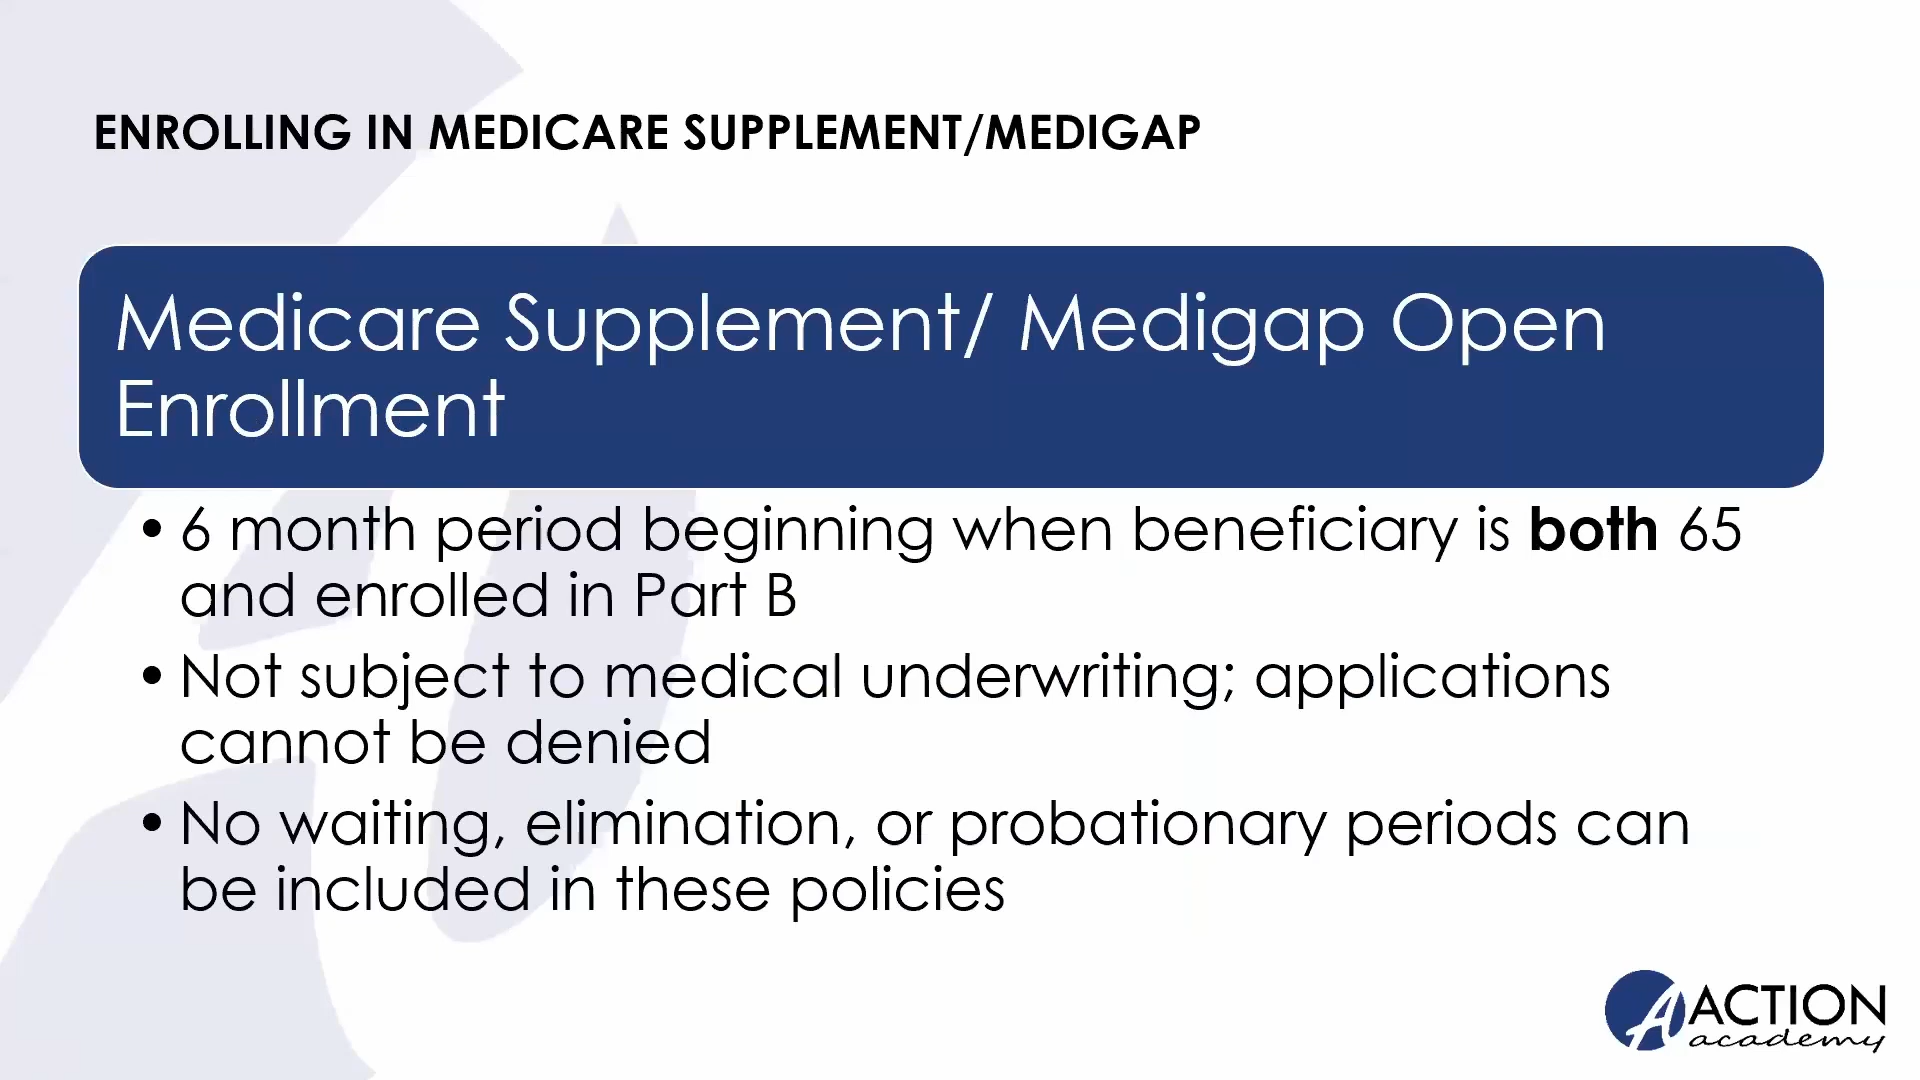 ENROLLING IN MEDICARE SUPPLEMENT/MEDIGAP
Medicare Supplement/ Medigap Open
Enrollment
• 6 month period beginning when beneficiary is both 65
and enrolled in Part B
• Not subject to medical underwriting; applications
cannot be denied
• No waiting, elimination, or probationary periods can
be included in these policies
A ACTION
academy